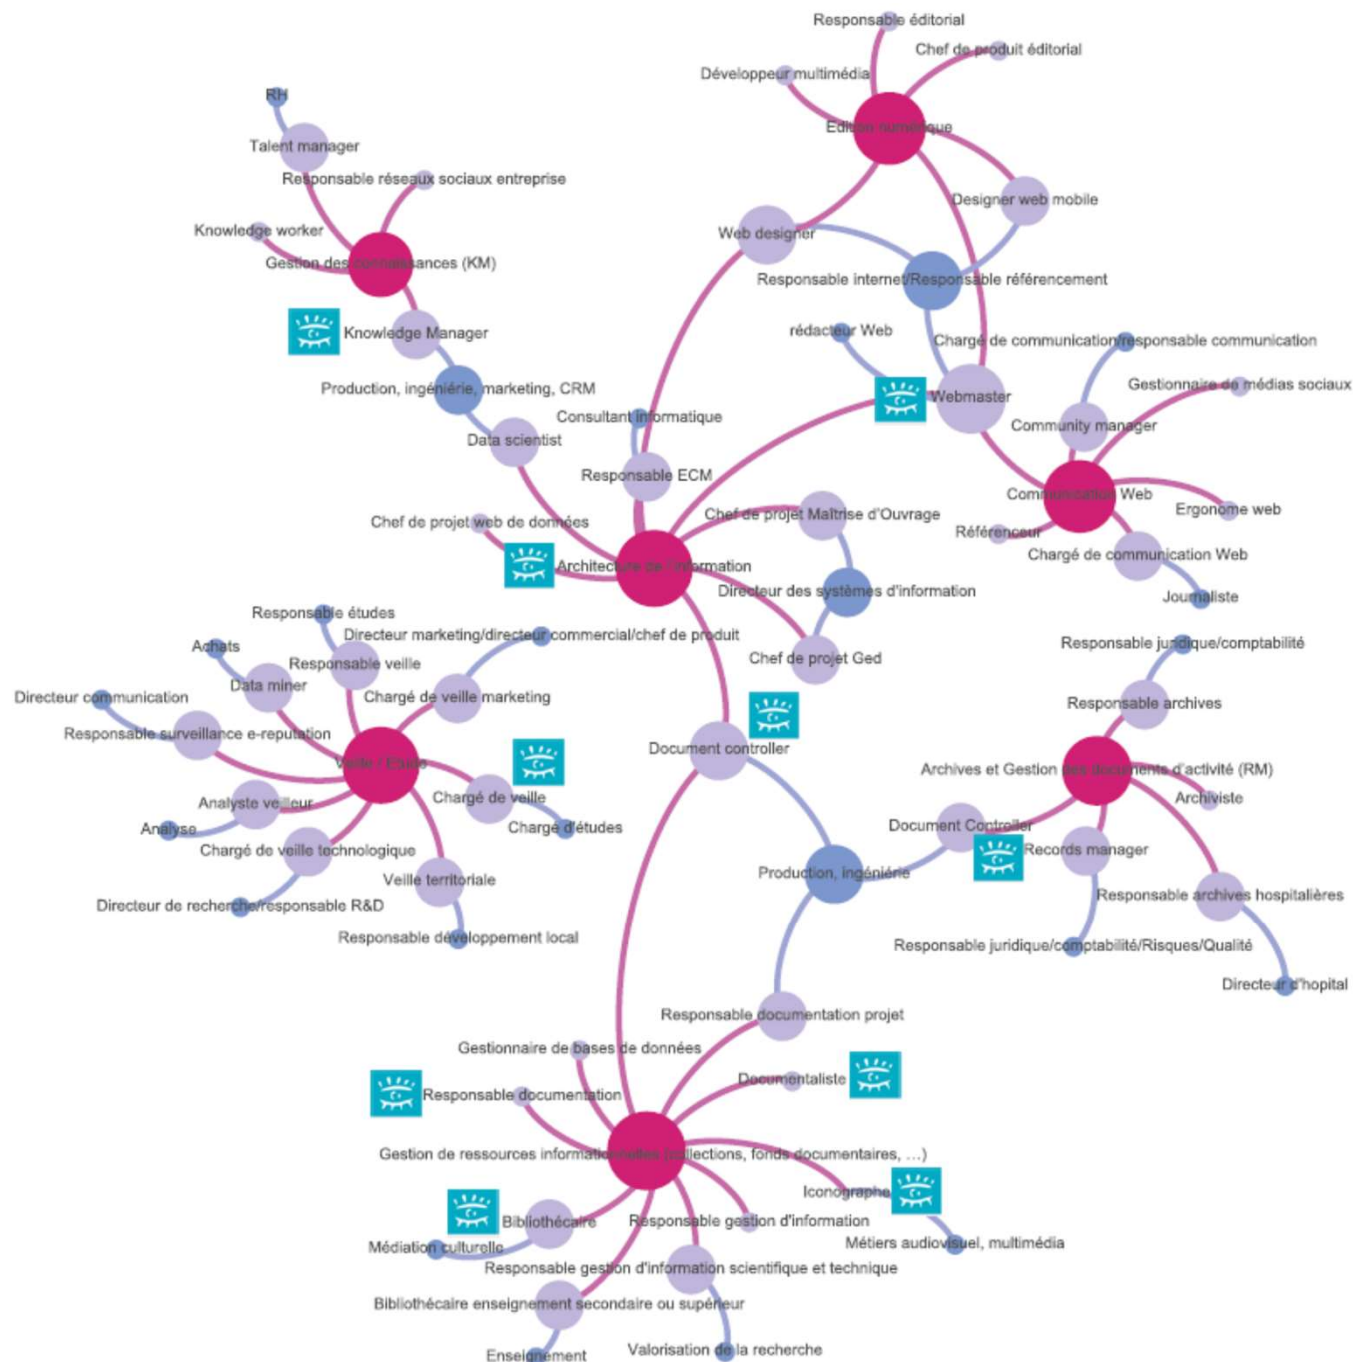 Responsable éditorial
Chef de produit éditorial
Développeur multimédia
RH
Edition numérique
Talent manager
Responsable réseaux sociaux entreprise
Designer web mobile
Knowledge worker
Web designer
Gestion des connaissances (KM)
Responsable internet/Responsable référencement
rédacteur Web
Knowledge Manager
Chargé de communication/responsable communication
Production, ingéniérie, marketing, CRM
Gestionnaire de médias sociaux
Webmaster
Consultant informatique
Community manager
Data scientist
Responsable ECM
Communication Web
Chef de projet Maîtrise d'Ouvrage
Ergonome web
Chef de projet web de données
Référenceur
Chargé de communication Web
Architecture de l'information
Directeur des systèmes d'information
Journaliste
Responsable études
Directeur marketing/directeur commercial/chef de produit
Achats
Responsable juridique/comptabilité
Responsable veille
Chef de projet Ged
Data miner
Directeur communication
Chargé de veille marketing
Responsable archives
Responsable surveillance e-reputation
Document controller
Veille / Etude
Archives et Gestion des documents d'activité (RM)
Chargé de veille
Archiviste
Analyste veilleur
Analyse
Chargé d'études
Document Controller
Chargé de veille technologique
Records manager
Production, ingéniérie
Veille territoriale
Responsable archives hospitalières
Directeur de recherche/responsable R&D
Responsable développement local
Responsable juridique/comptabilité/Risques/Qualité
Directeur d'hopital
Responsable documentation projet
Gestionnaire de bases de données
Documentaliste
Responsable documentation
Gestion de ressources informationnelles (collections, fonds documentaires, …)
Iconographe
Bibliothécaire
Responsable gestion d'information
Médiation culturelle
Métiers audiovisuel, multimédia
Responsable gestion d'information scientifique et technique
Bibliothécaire enseignement secondaire ou supérieur
Valorisation de la recherche
Enseignement